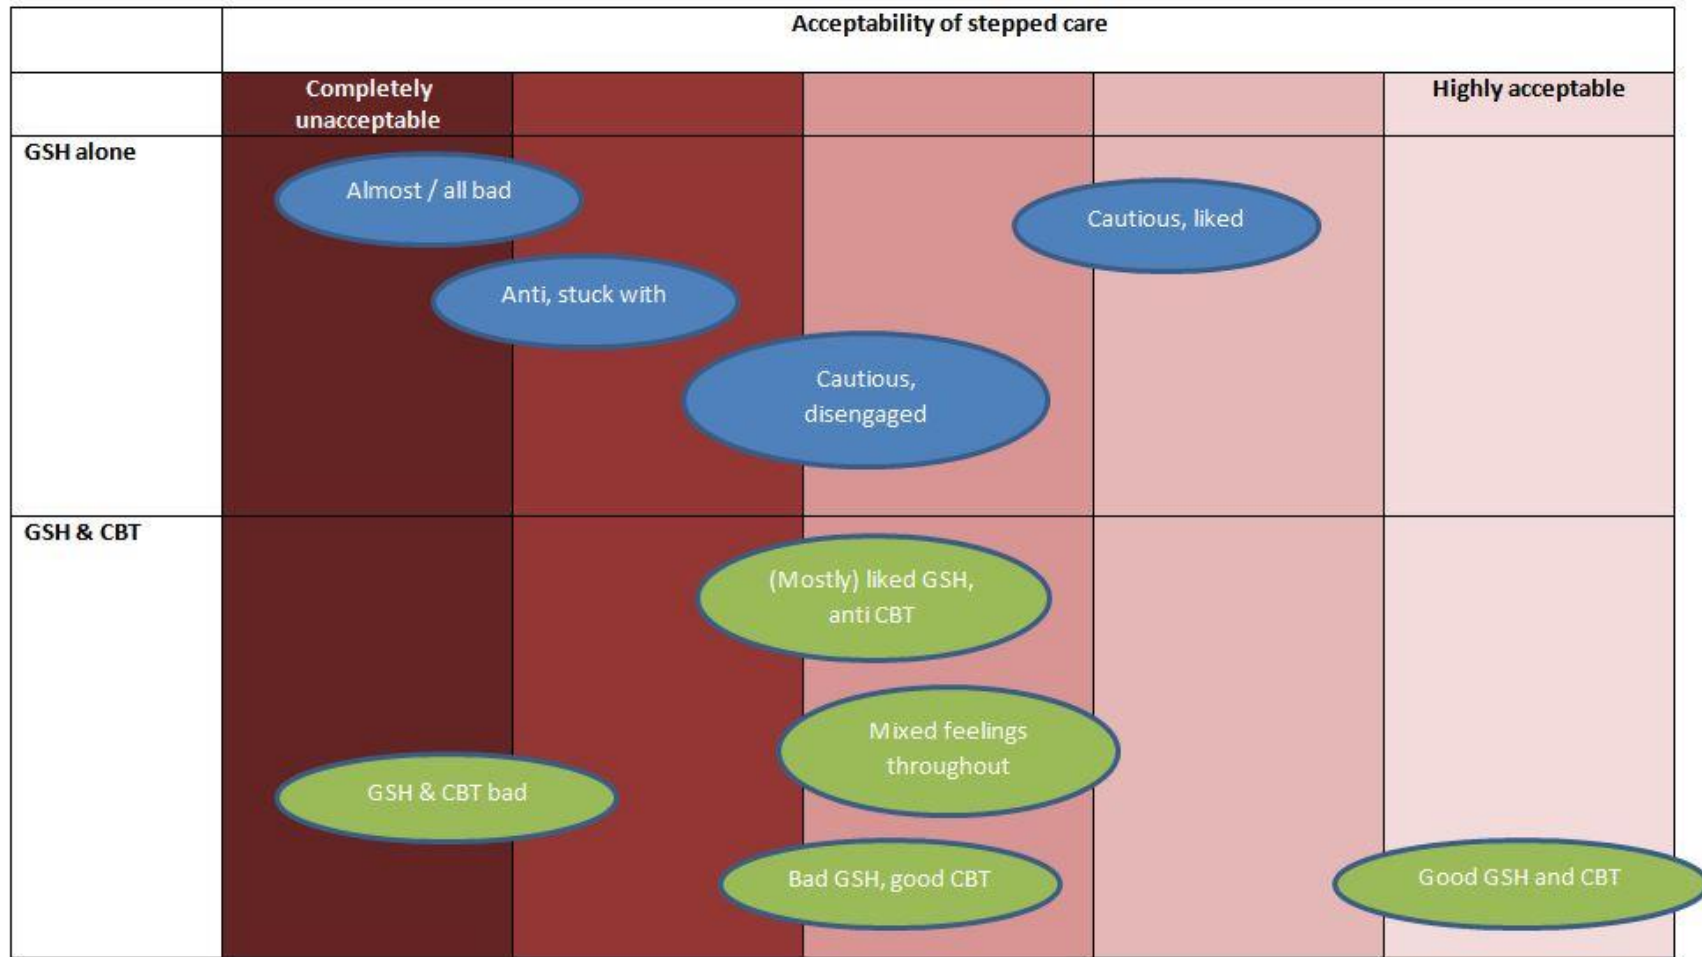 Acceptability of stepped care
Completely
unacceptable
Highly acceptable
GSH alone
Almost / all bad
Cautious, liked
Anti, stuck with
Cautious,
disengaged
GSH & CBT
(Mostly) liked GSH,
anti CBT
Mixed feelings
throughout
GSH & CBT bad
Bad GSH, good CBT
Good GSH and CBT